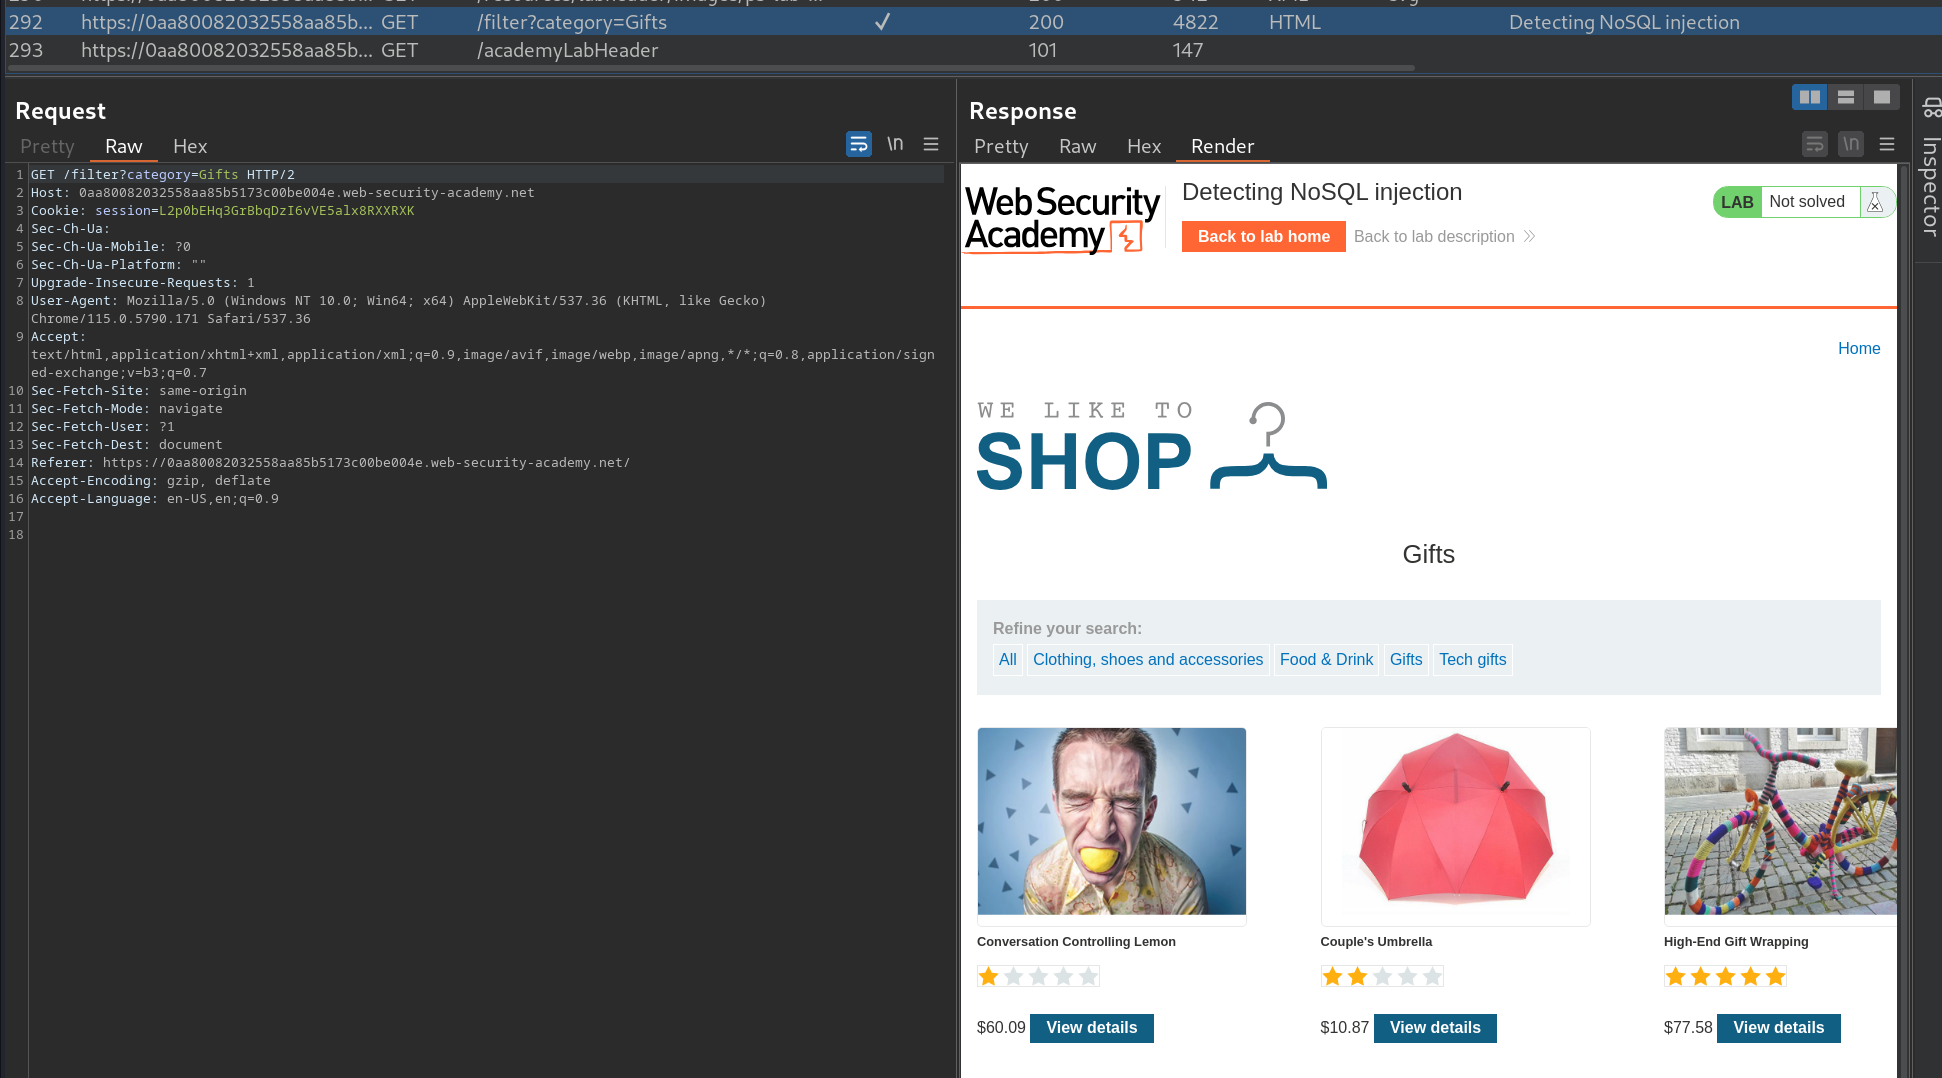 292 https://0aa80082032558aa85b... GET /filter?category=Gifts ✓ 200 4822 HTML Detecting NoSQL injection
293 https://0aa80082032558aa85b... GET /academyLabHeader 101 147
Request
Pretty Raw Hex \n
1 GET /filter?category=Gifts HTTP/2
2 Host: 0aa80082032558aa85b5173c00be004e.web-security-academy.net
3 Cookie: session=L2p0bEHq3GrBbqDzI6vVE5alx8RXXRXK
4 Sec-Ch-Ua:
5 Sec-Ch-Ua-Mobile: ?0
6 Sec-Ch-Ua-Platform: ""
7 Upgrade-Insecure-Requests: 1
8 User-Agent: Mozilla/5.0 (Windows NT 10.0; Win64; x64) AppleWebKit/537.36 (KHTML, like Gecko)
Chrome/115.0.5790.171 Safari/537.36
9 Accept:
text/html,application/xhtml+xml,application/xml;q=0.9,image/avif,image/webp,image/apng,*/*;q=0.8,application/sign
ed-exchange;v=b3;q=0.7
10 Sec-Fetch-Site: same-origin
11 Sec-Fetch-Mode: navigate
12 Sec-Fetch-User: ?1
13 Sec-Fetch-Dest: document
14 Referer: https://0aa80082032558aa85b5173c00be004e.web-security-academy.net/
15 Accept-Encoding: gzip, deflate
16 Accept-Language: en-US,en;q=0.9
17
18
Response
Pretty Raw Hex Render \n
Inspector
Web Security
Academy
Detecting NoSQL injection
Back to lab home Back to lab description
LAB Not solved
Home
WE LIKE TO
SHOP
Gifts
Refine your search:
All Clothing, shoes and accessories Food & Drink Gifts Tech gifts
Conversation Controlling Lemon Couple's Umbrella High-End Gift Wrapping
$60.09 View details $10.87 View details $77.58 View details